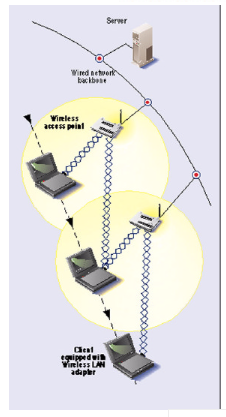 Server
Wired network
backbone
Wireless
access point
Client
equipped with
Wireless LAN
adapter